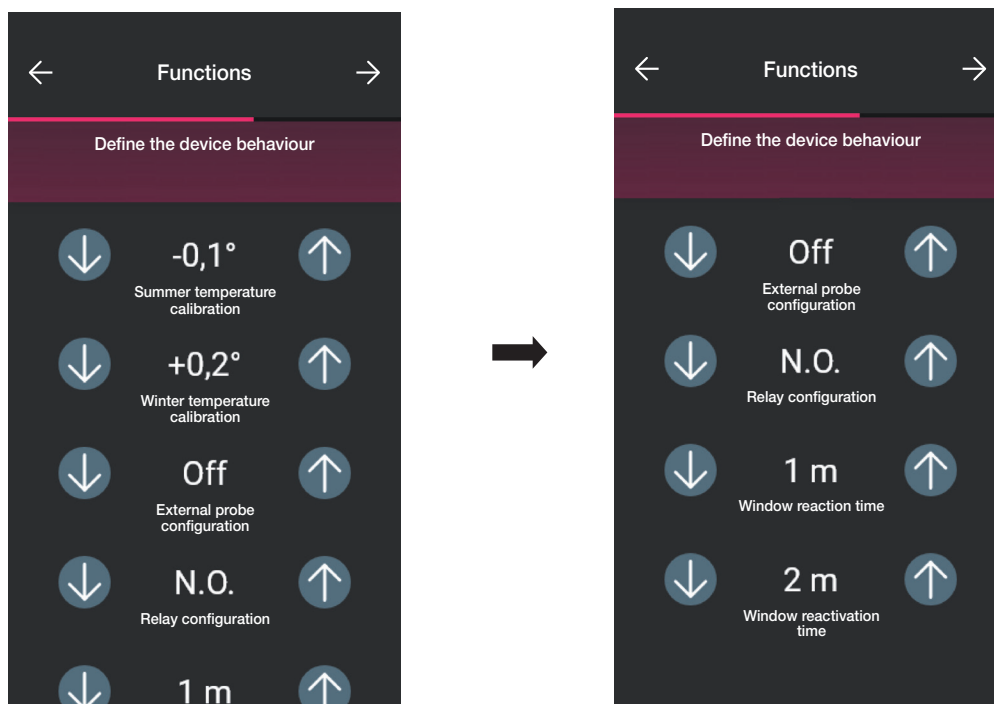 Functions
Define the device behaviour
-0,1°
Summer temperature
calibration
+0,2°
Winter temperature
calibration
Off
External probe
configuration
N.O.
Relay configuration
1 m
Functions
Define the device behaviour
Off
External probe
configuration
N.O.
Relay configuration
1 m
Window reaction time
2 m
Window reactivation
time